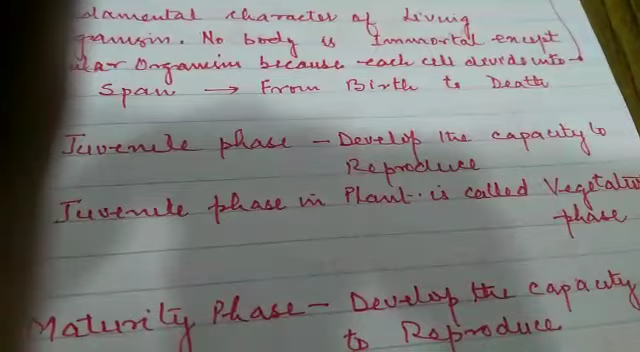 damental character of living
ganism. No body is Immortal except
ular Organism because each cell devides into
Span → From Birth to Death
Juvenile phase – Develop the capacity to
Reproduce
Juvenile phase in Plant is called Vegetative
phase
Maturity Phase – Develop the capacity
to Reproduce